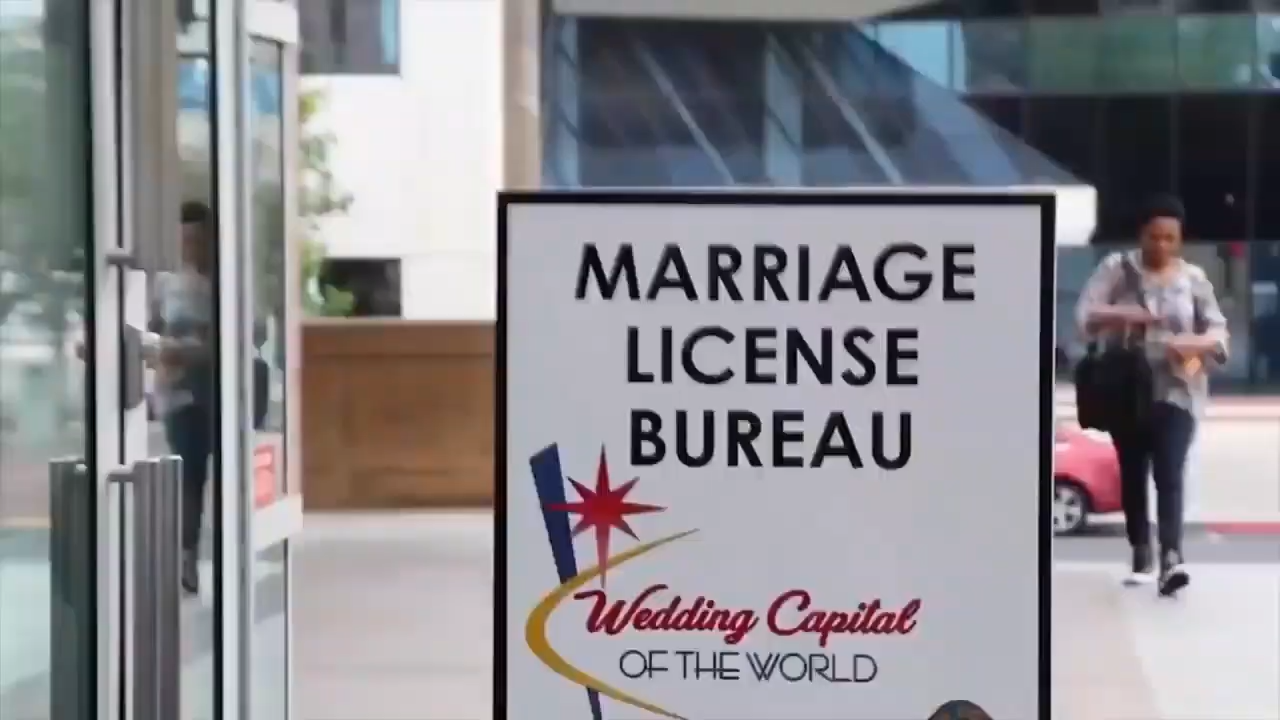 MARRIAGE
LICENSE
BUREAU
Wedding Capital
OF THE WORLD